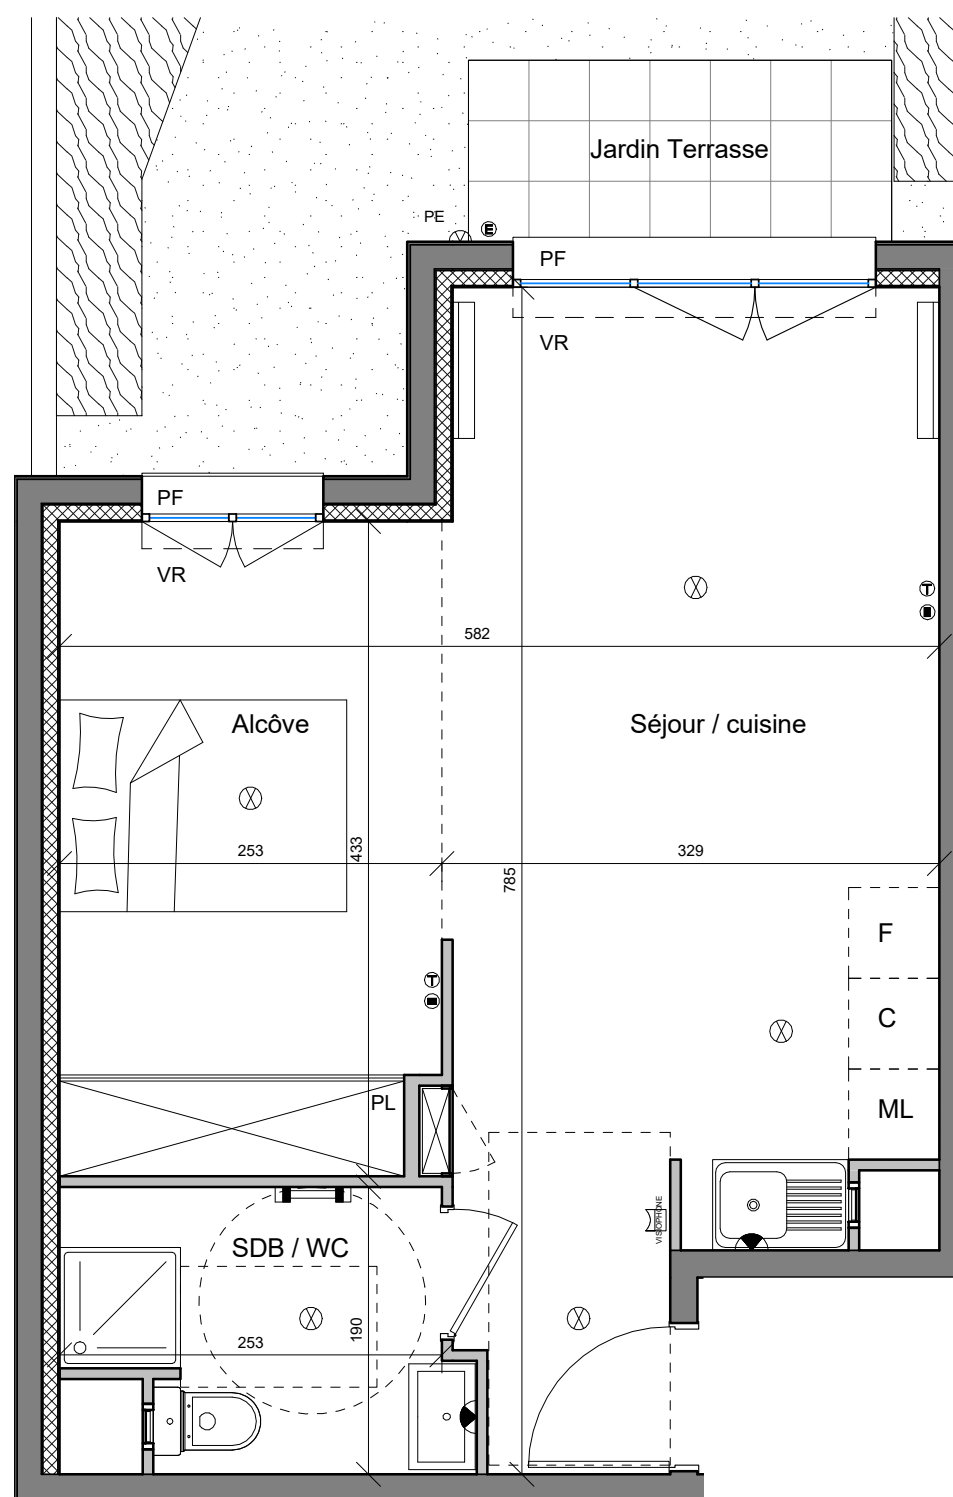 Jardin Terrasse
PE
E
PF
VR
PF
VR
T
582
Alcôve
Séjour / cuisine
253
433
329
785
F
T
C
PL
ML
VISIOPHONE
SDB / WC
190
253